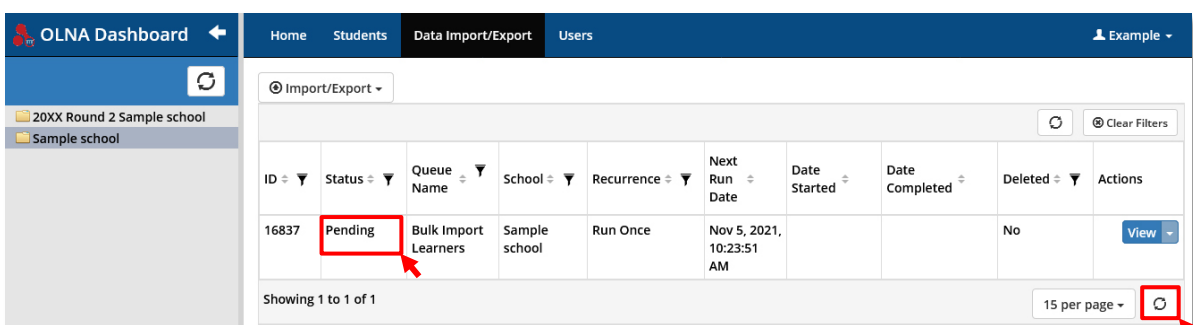 OLNA Dashboard
Home Students Data Import/Export Users Example
Import/Export
20XX Round 2 Sample school
Sample school
Clear Filters
ID Status Queue Name School Recurrence Next Run Date Date Started Date Completed Deleted Actions
16837 Pending Bulk Import Learners Sample school Run Once Nov 5, 2021, 10:23:51 AM No View
Showing 1 to 1 of 1
15 per page